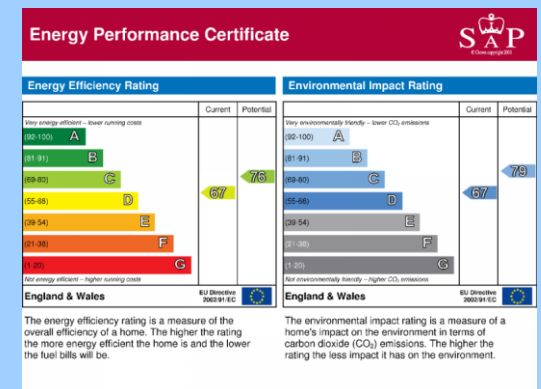 Energy Performance Certificate
SAP
© Crown copyright 2011
Energy Efficiency Rating
Current Potential
Very energy efficient – lower running costs
(92-100) A
(81-91) B
(69-80) C
(55-68) D
(39-54) E
(21-38) F
(1-20) G
67
76
Not energy efficient – higher running costs
England & Wales
EU Directive
2002/91/EC
The energy efficiency rating is a measure of the
overall efficiency of a home. The higher the rating
the more energy efficient the home is and the lower
the fuel bills will be.
Environmental Impact Rating
Current Potential
Very environmentally friendly – lower CO₂ emissions
(92-100) A
(81-91) B
(69-80) C
(55-68) D
(39-54) E
(21-38) F
(1-20) G
67
79
Not environmentally friendly – higher CO₂ emissions
England & Wales
EU Directive
2002/91/EC
The environmental impact rating is a measure of a
home's impact on the environment in terms of
carbon dioxide (CO₂) emissions. The higher the
rating the less impact it has on the environment.